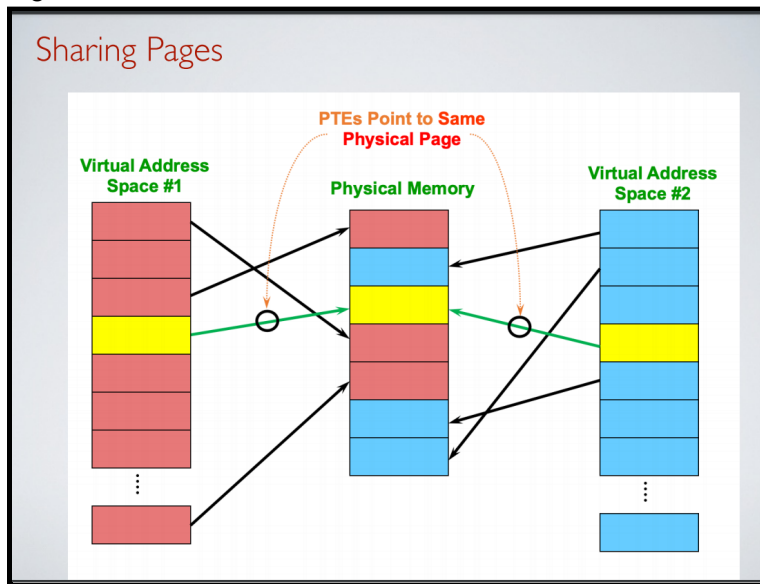 Sharing Pages
PTEs Point to Same
Physical Page
Virtual Address
Space #1
Physical Memory
Virtual Address
Space #2